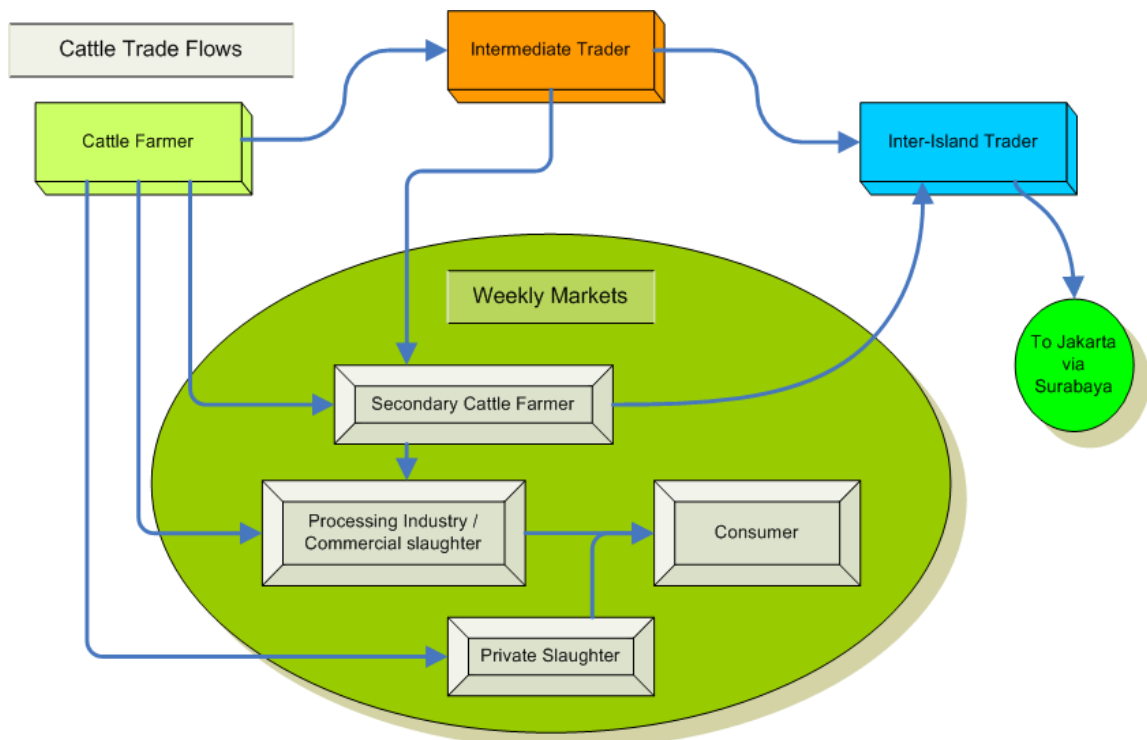 Cattle Trade Flows
Intermediate Trader
Cattle Farmer
Inter-Island Trader
Weekly Markets
To Jakarta
via
Surabaya
Secondary Cattle Farmer
Processing Industry /
Commercial slaughter
Consumer
Private Slaughter